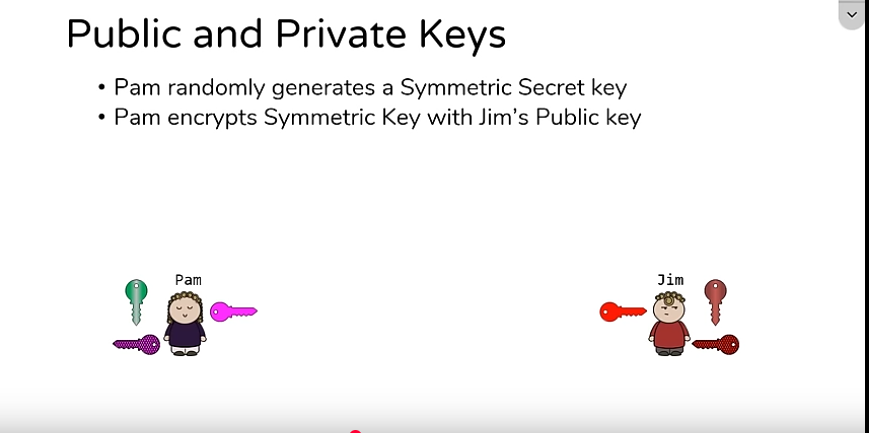 Public and Private Keys
• Pam randomly generates a Symmetric Secret key
• Pam encrypts Symmetric Key with Jim's Public key
Pam
Jim